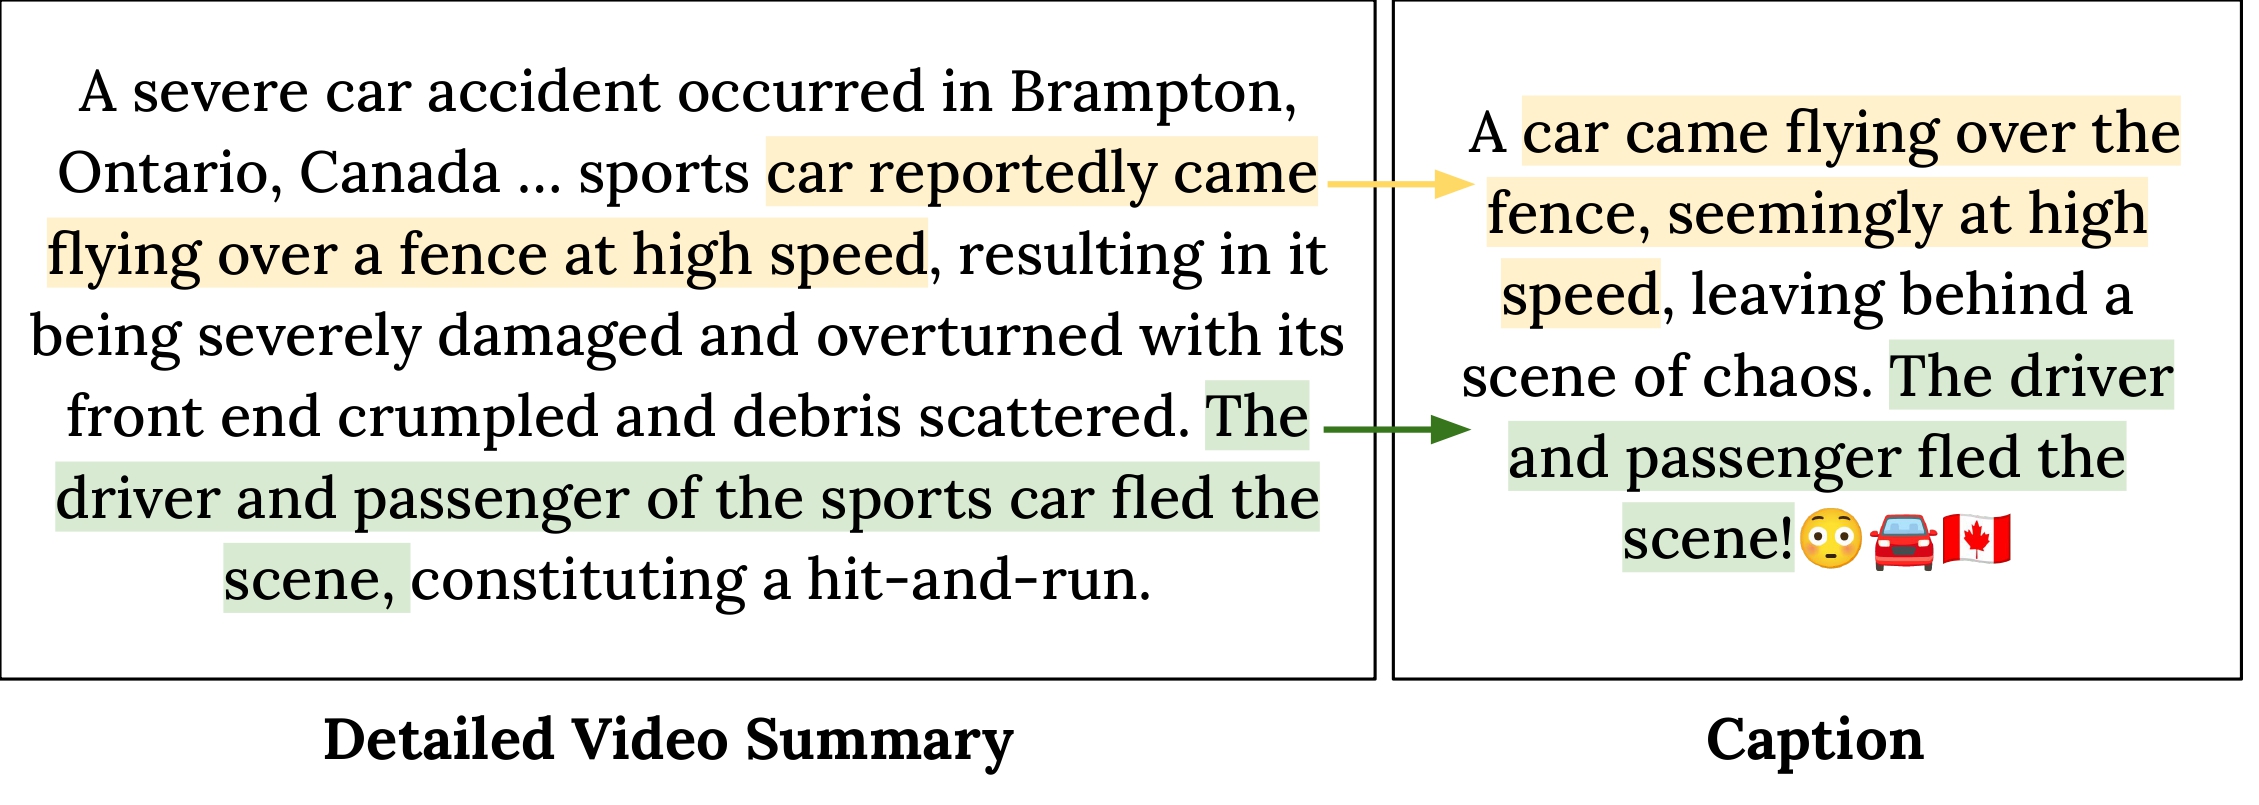 A severe car accident occurred in Brampton,
Ontario, Canada ... sports car reportedly came
flying over a fence at high speed, resulting in it
being severely damaged and overturned with its
front end crumpled and debris scattered. The
driver and passenger of the sports car fled the
scene, constituting a hit-and-run.
Detailed Video Summary
A car came flying over the
fence, seemingly at high
speed, leaving behind a
scene of chaos. The driver
and passenger fled the
scene!😳🚘🇨🇦
Caption